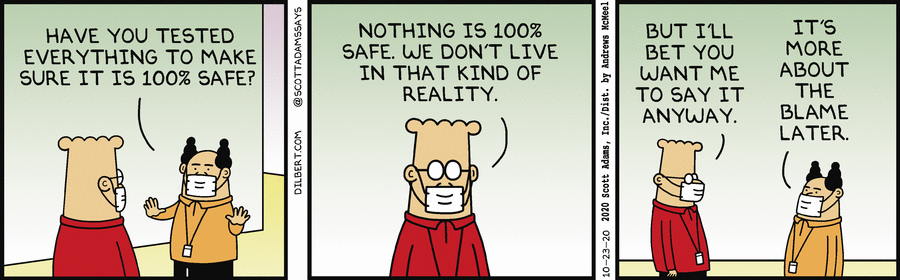 HAVE YOU TESTED
EVERYTHING TO MAKE
SURE IT IS 100% SAFE?
DILBERT.COM @SCOTTADAMSSAYS
NOTHING IS 100%
SAFE. WE DON'T LIVE
IN THAT KIND OF
REALITY.
10-23-20 2020 Scott Adams, Inc./Dist. by Andrews McMeel
BUT I'LL
BET YOU
WANT ME
TO SAY IT
ANYWAY.
IT'S
MORE
ABOUT
THE
BLAME
LATER.